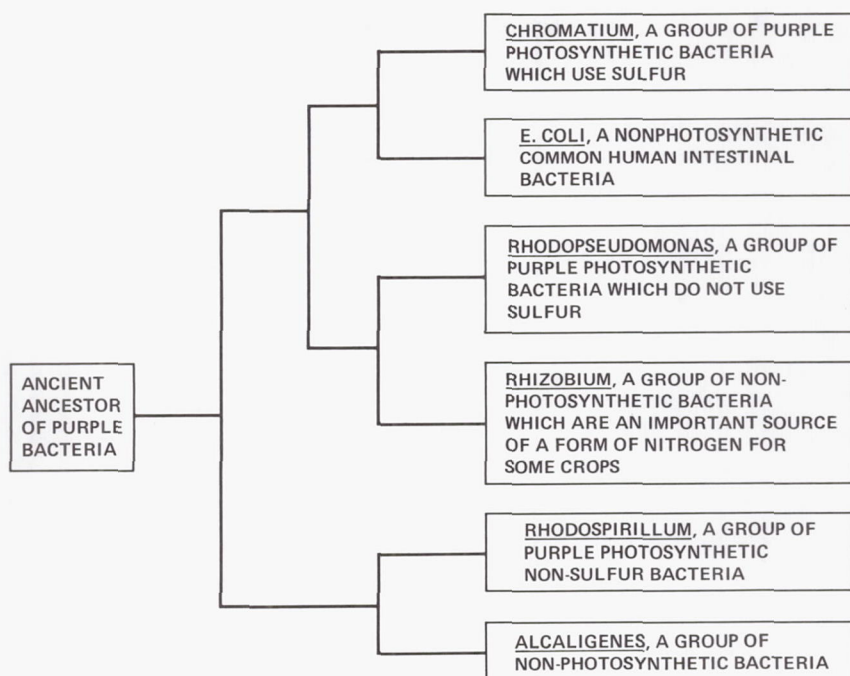 CHROMATIUM, A GROUP OF PURPLE
PHOTOSYNTHETIC BACTERIA
WHICH USE SULFUR
E. COLI, A NONPHOTOSYNTHETIC
COMMON HUMAN INTESTINAL
BACTERIA
RHODOPSEUDOMONAS, A GROUP OF
PURPLE PHOTOSYNTHETIC
BACTERIA WHICH DO NOT USE
SULFUR
ANCIENT
ANCESTOR
OF PURPLE
BACTERIA
RHIZOBIUM, A GROUP OF NON-
PHOTOSYNTHETIC BACTERIA
WHICH ARE AN IMPORTANT SOURCE
OF A FORM OF NITROGEN FOR
SOME CROPS
RHODOSPIRILLUM, A GROUP OF
PURPLE PHOTOSYNTHETIC
NON-SULFUR BACTERIA
ALCALIGENES, A GROUP OF
NON-PHOTOSYNTHETIC BACTERIA